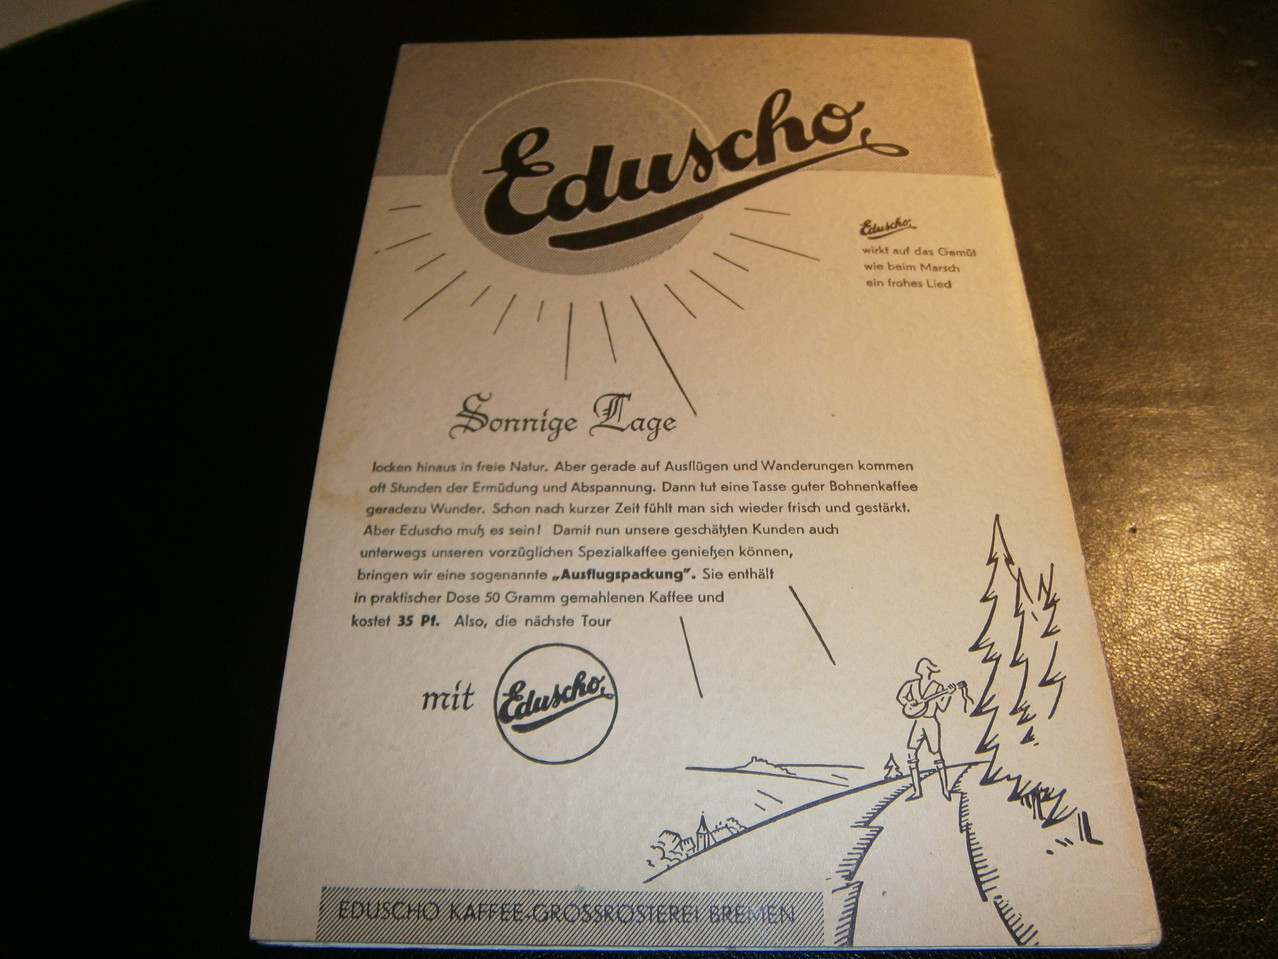 Eduscho
Eduscho
wirkt auf das Gemüt
wie beim Marsch
ein frohes Lied
Sonnige Tage
locken hinaus in freie Natur. Aber gerade auf Ausflügen und Wanderungen kommen
oft Stunden der Ermüdung und Abspannung. Dann tut eine Tasse guter Bohnenkaffee
geradezu Wunder. Schon nach kurzer Zeit fühlt man sich wieder frisch und gestärkt.
Aber Eduscho muß es sein! Damit nun unsere geschätzten Kunden auch
unterwegs unseren vorzüglichen Spezialkaffee genießen können,
bringen wir eine sogenannte „Ausflugspackung". Sie enthält
in praktischer Dose 50 Gramm gemahlenen Kaffee und
kostet 35 Pf. Also, die nächste Tour
mit Eduscho
EDUSCHO KAFFEE-GROSSRÖSTEREI BREMEN